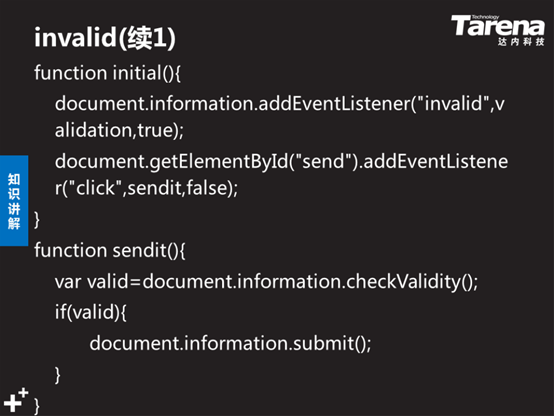 invalid(续1)
Technology
Tarena
达内科技
function initial(){
document.information.addEventListener("invalid",v
alidation,true);
document.getElementById("send").addEventListene
r("click",sendit,false);
}
知识讲解
function sendit(){
var valid=document.information.checkValidity();
if(valid){
document.information.submit();
}
}